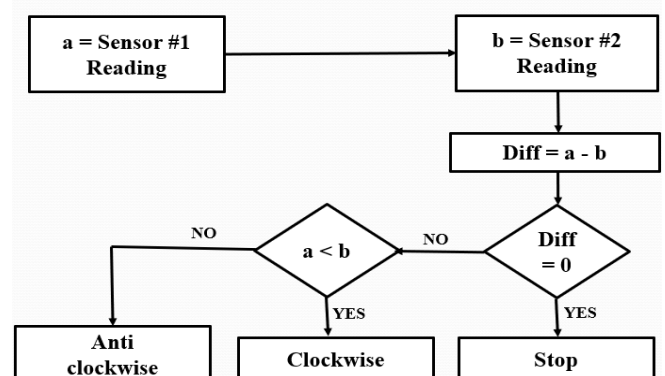 a = Sensor #1
Reading
b = Sensor #2
Reading
Diff = a - b
Diff
= 0
NO
a < b
NO
YES
YES
Anti
clockwise
Clockwise
Stop